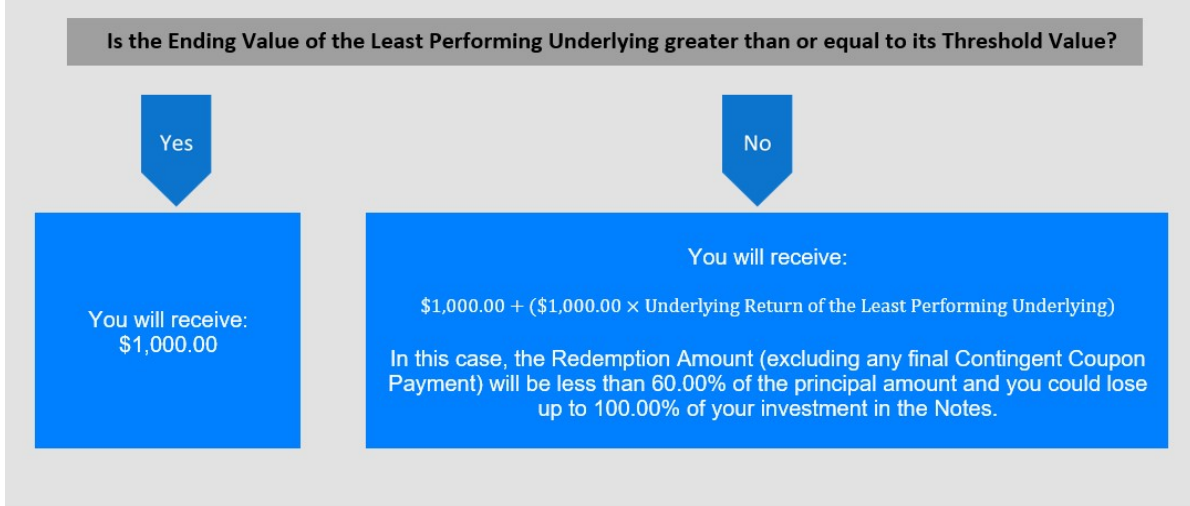 Is the Ending Value of the Least Performing Underlying greater than or equal to its Threshold Value?
Yes
No
You will receive:
$1,000.00
You will receive:
$1,000.00 + ($1,000.00 × Underlying Return of the Least Performing Underlying)
In this case, the Redemption Amount (excluding any final Contingent Coupon
Payment) will be less than 60.00% of the principal amount and you could lose
up to 100.00% of your investment in the Notes.